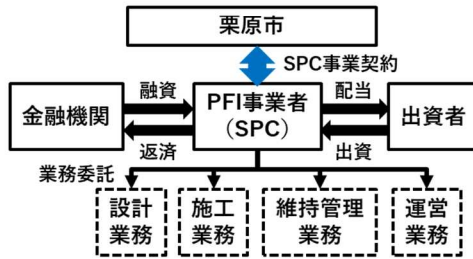 栗原市
SPC事業契約
融資
配当
金融機関
PFI事業者
(SPC)
出資者
返済
出資
業務委託
設計
業務
施工
業務
維持管理
業務
運営
業務